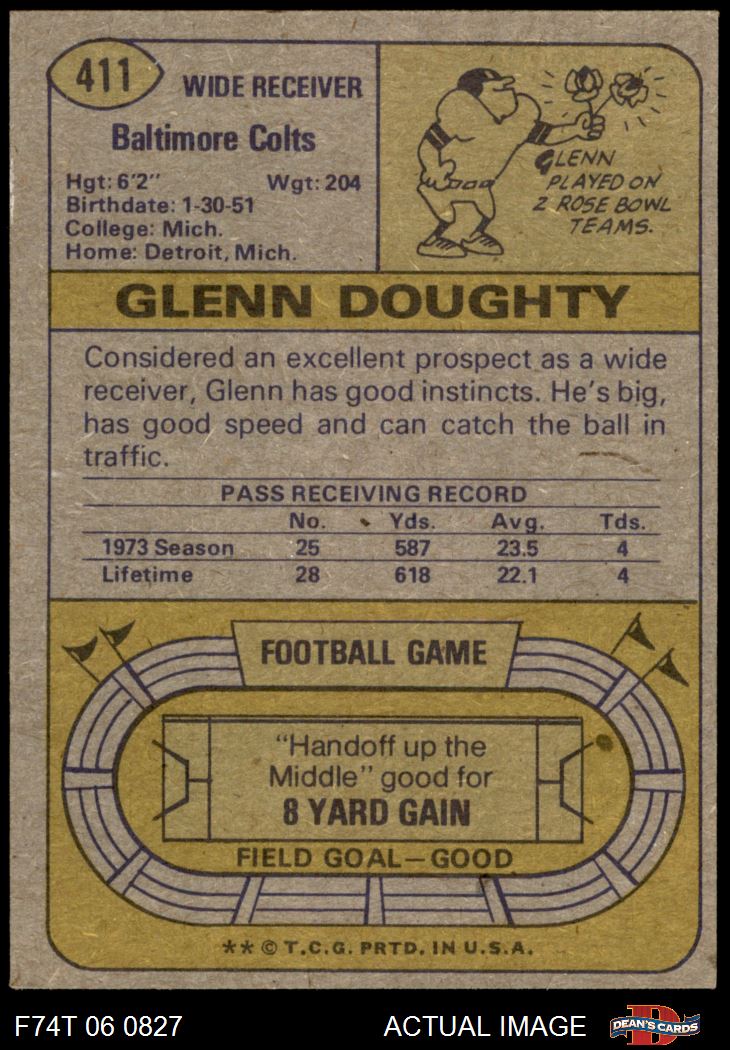 411
WIDE RECEIVER
Baltimore Colts
Hgt: 6'2" Wgt: 204
Birthdate: 1-30-51
College: Mich.
Home: Detroit, Mich.
GLENN
PLAYED ON
2 ROSE BOWL
TEAMS.
GLENN DOUGHTY
Considered an excellent prospect as a wide
receiver, Glenn has good instincts. He's big,
has good speed and can catch the ball in
traffic.
PASS RECEIVING RECORD
No. Yds. Avg. Tds.
1973 Season 25 587 23.5 4
Lifetime 28 618 22.1 4
FOOTBALL GAME
"Handoff up the
Middle" good for
8 YARD GAIN
FIELD GOAL—GOOD
** © T.C.G. PRTD. IN U.S.A.
F74T 06 0827 ACTUAL IMAGE
D
DEAN'S CARDS